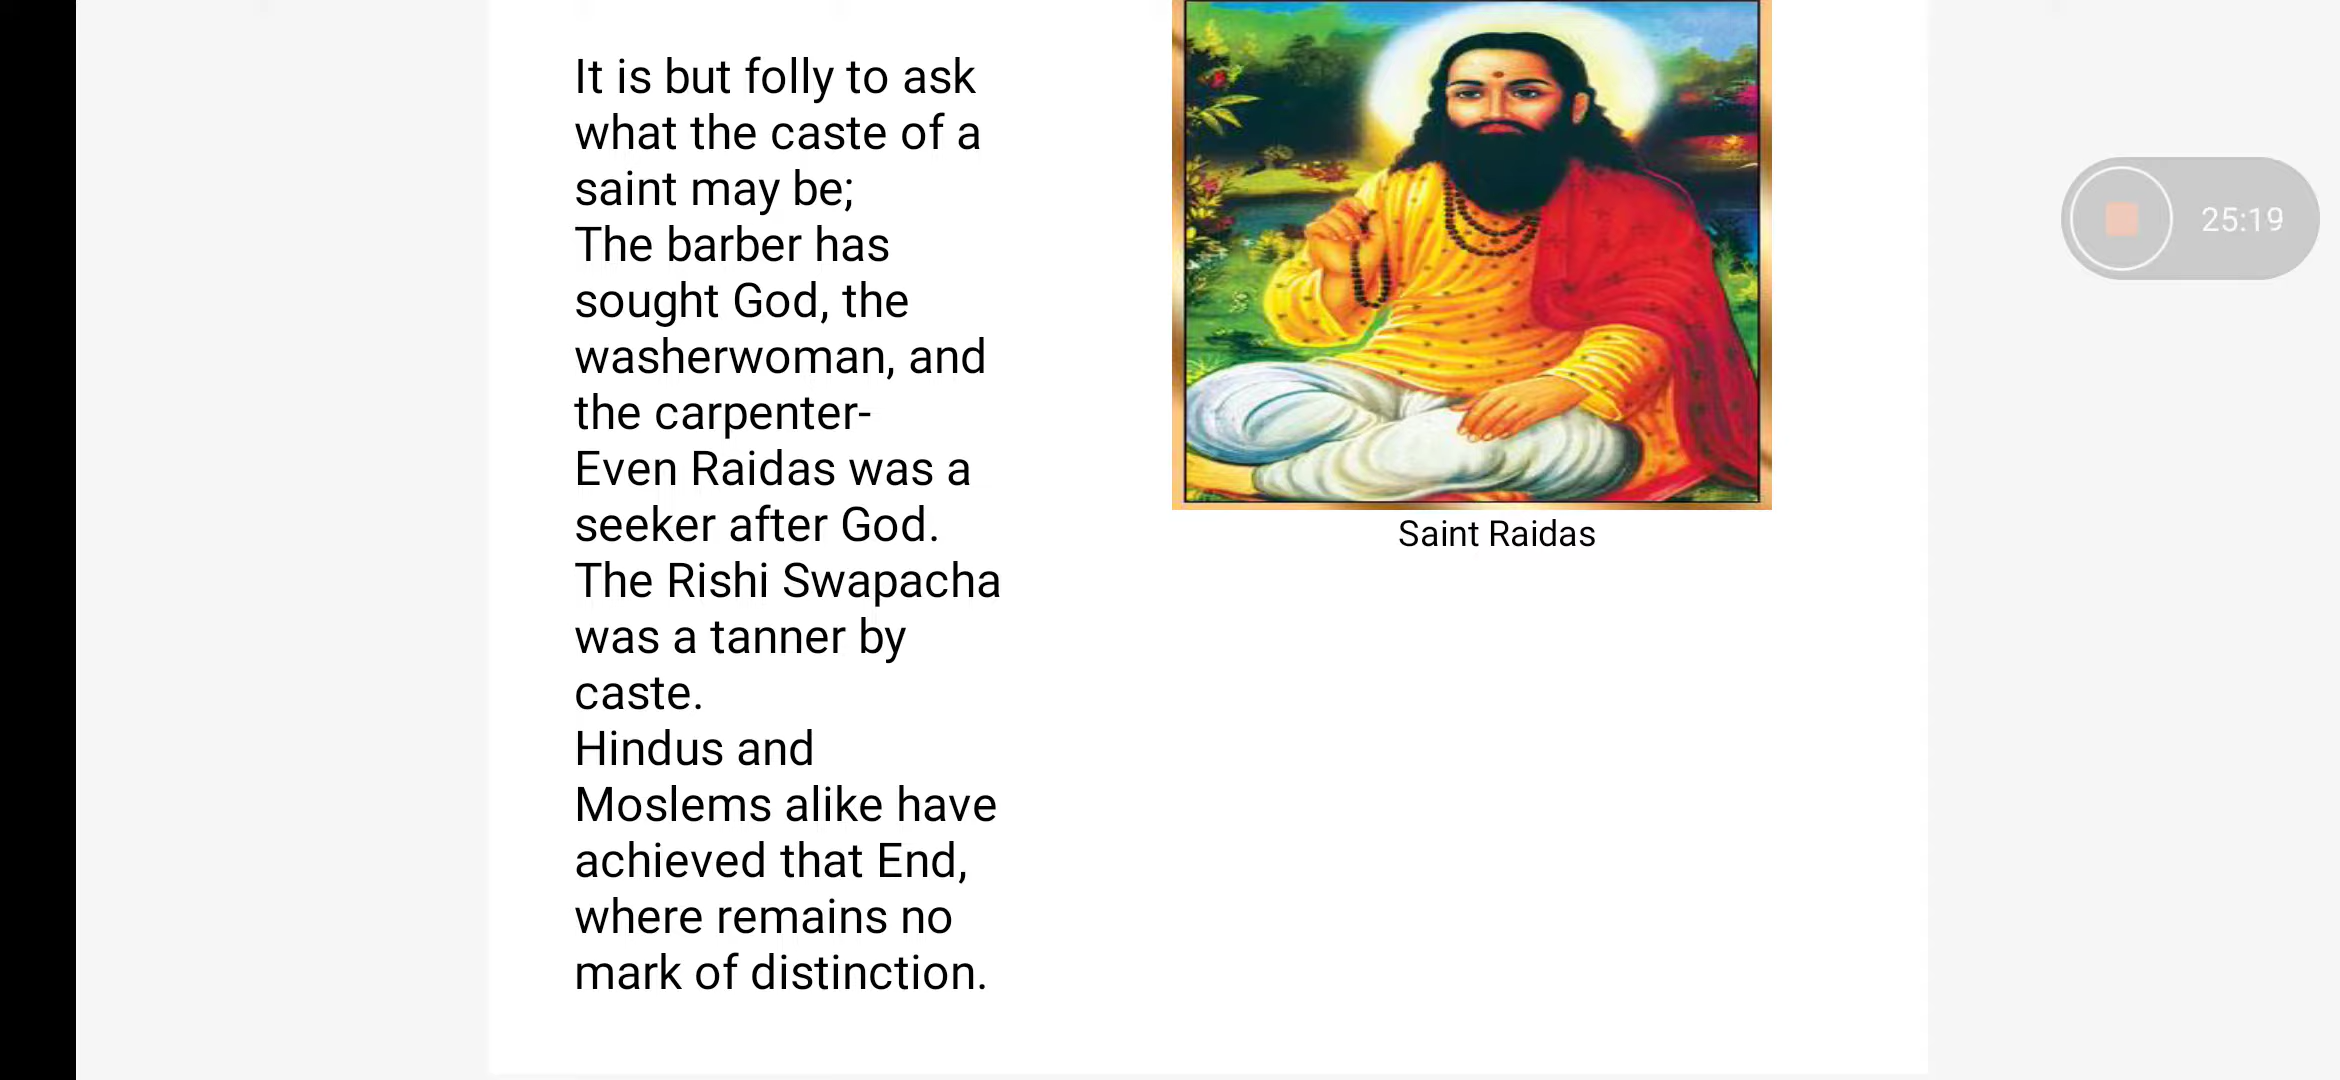 It is but folly to ask
what the caste of a
saint may be;
The barber has
sought God, the
washerwoman, and
the carpenter-
Even Raidas was a
seeker after God.
The Rishi Swapacha
was a tanner by
caste.
Hindus and
Moslems alike have
achieved that End,
where remains no
mark of distinction.
Saint Raidas
25:19